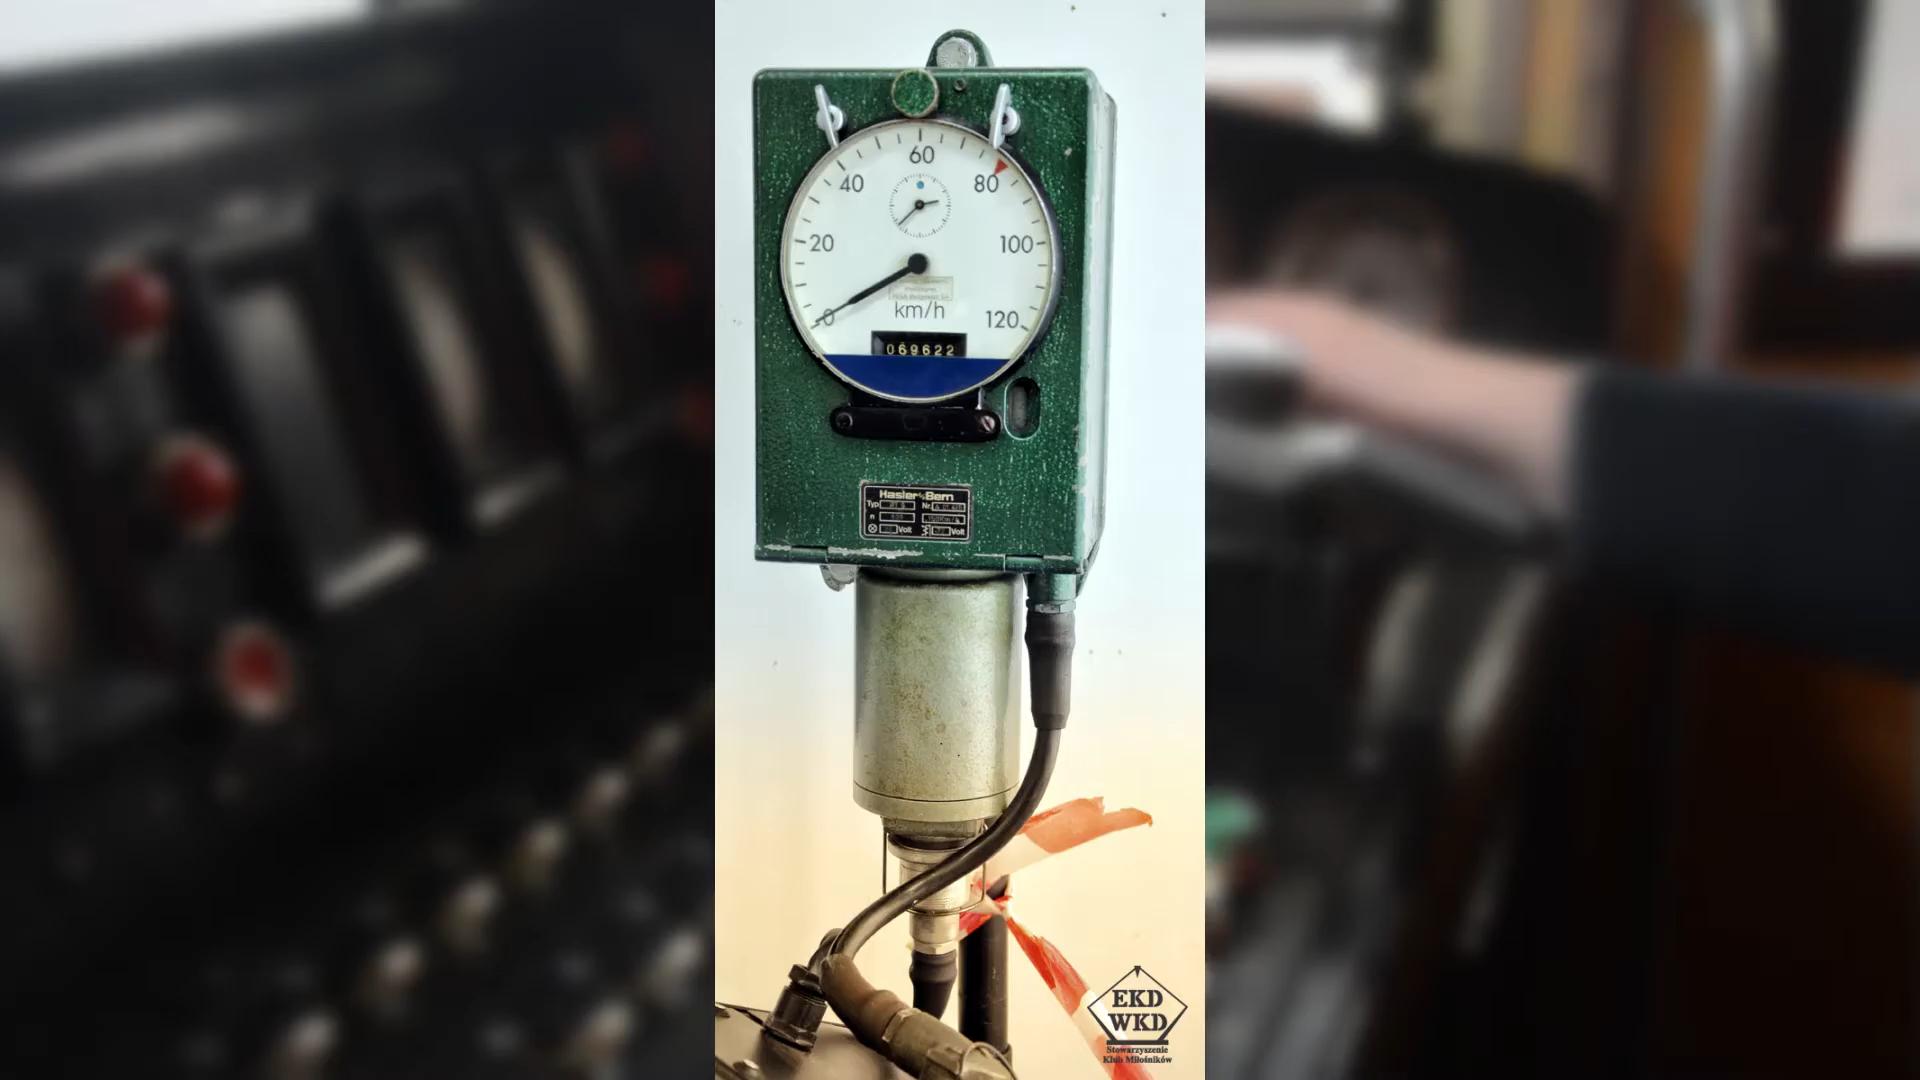 60
40
80
20
100
km/h
0
120
069622
Hasler Bern
Typ
Nr.
n
Volt
Volt
EKD
WKD
Stowarzyszenie
Klub Miłośników